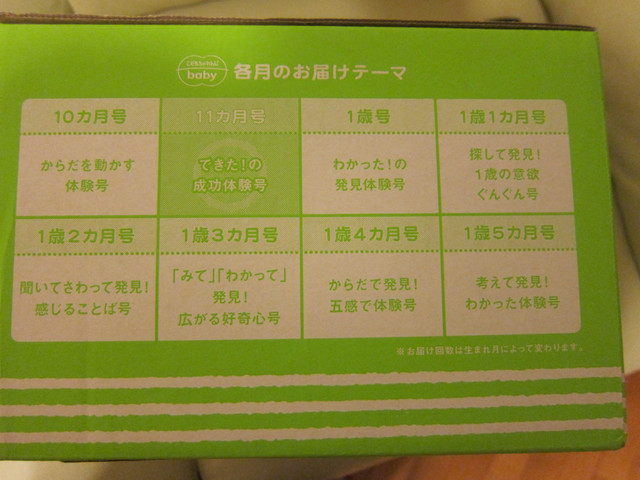 こどもちゃれんじ
baby
各月のお届けテーマ
10カ月号
からだを動かす
体験号
11カ月号
できた!の
成功体験号
1歳号
わかった!の
発見体験号
1歳1カ月号
探して発見!
1歳の意欲
ぐんぐん号
1歳2カ月号
聞いてさわって発見!
感じることば号
1歳3カ月号
「みて」「わかって」
発見!
広がる好奇心号
1歳4カ月号
からだで発見!
五感で体験号
1歳5カ月号
考えて発見!
わかった体験号
※お届け回数は生まれ月によって変わります。